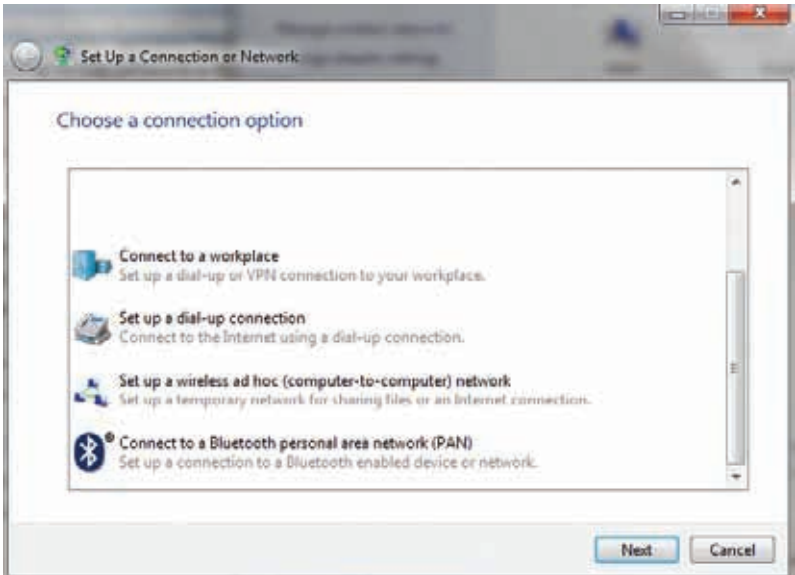 Set Up a Connection or Network
Choose a connection option
Connect to a workplace
Set up a dial-up or VPN connection to your workplace.
Set up a dial-up connection
Connect to the Internet using a dial-up connection.
Set up a wireless ad hoc (computer-to-computer) network
Set up a temporary network for sharing files or an Internet connection.
Connect to a Bluetooth personal area network (PAN)
Set up a connection to a Bluetooth enabled device or network.
Next
Cancel